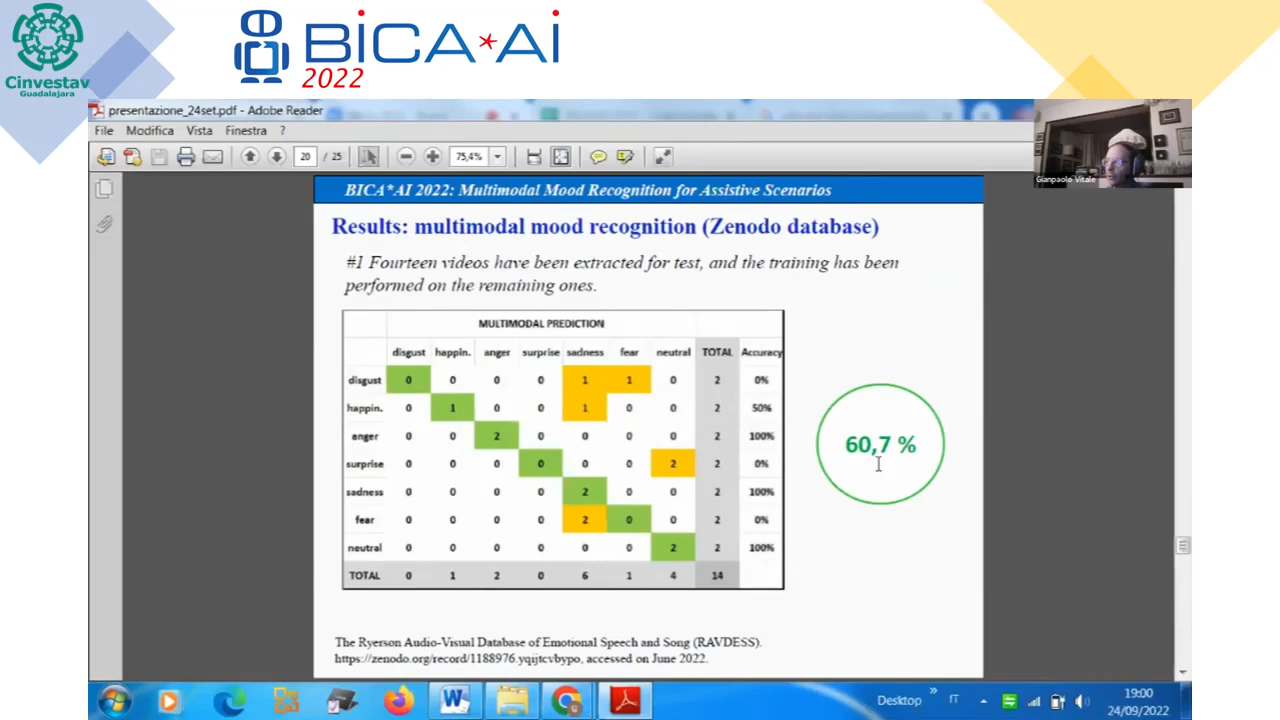 Cinvestav
Guadalajara
BiCA*Ai
2022
presentazione_24set.pdf - Adobe Reader
File Modifica Vista Finestra ?
20 / 25 75,4%
Gianpaolo Vitale
BICA*AI 2022: Multimodal Mood Recognition for Assistive Scenarios
Results: multimodal mood recognition (Zenodo database)
#1 Fourteen videos have been extracted for test, and the training has been
performed on the remaining ones.
MULTIMODAL PREDICTION
disgust happin. anger surprise sadness fear neutral TOTAL Accuracy
disgust 0 0 0 0 1 1 0 2 0%
happin. 0 1 0 0 1 0 0 2 50%
anger 0 0 2 0 0 0 0 2 100%
surprise 0 0 0 0 0 0 2 2 0%
sadness 0 0 0 0 2 0 0 2 100%
fear 0 0 0 0 2 0 0 2 0%
neutral 0 0 0 0 0 0 2 2 100%
TOTAL 0 1 2 0 6 1 4 14
60,7 %
The Ryerson Audio-Visual Database of Emotional Speech and Song (RAVDESS).
https://zenodo.org/record/1188976.yqijtcvbypo, accessed on June 2022.
Desktop » IT 19:00
24/09/2022